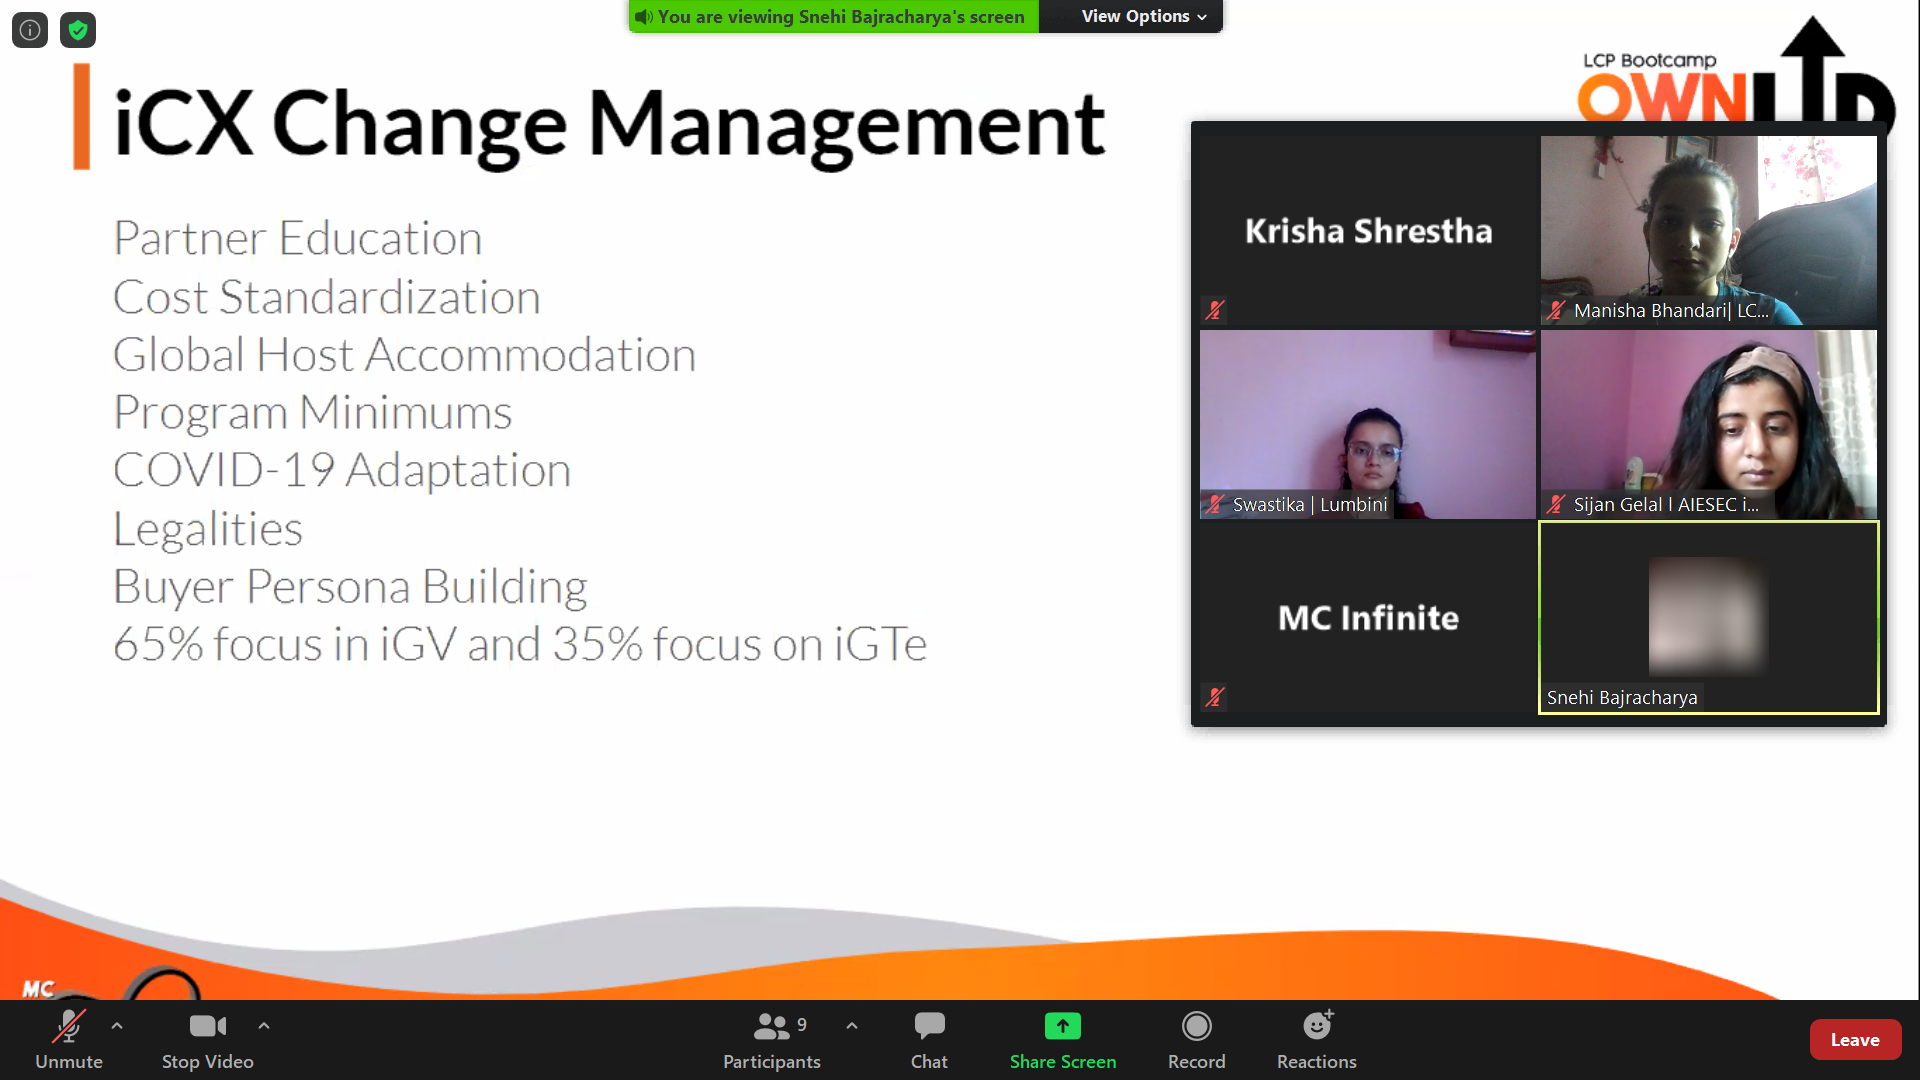 You are viewing Snehi Bajracharya's screen
View Options
LCP Bootcamp
OWN
iCX Change Management
Partner Education
Cost Standardization
Global Host Accommodation
Program Minimums
COVID-19 Adaptation
Legalities
Buyer Persona Building
65% focus in iGV and 35% focus on iGTe
Krisha Shrestha
Manisha Bhandari| LC...
Swastika | Lumbini
Sijan Gelal l AIESEC i...
MC Infinite
Snehi Bajracharya
MC
Unmute
Stop Video
9
Participants
Chat
Share Screen
Record
Reactions
Leave